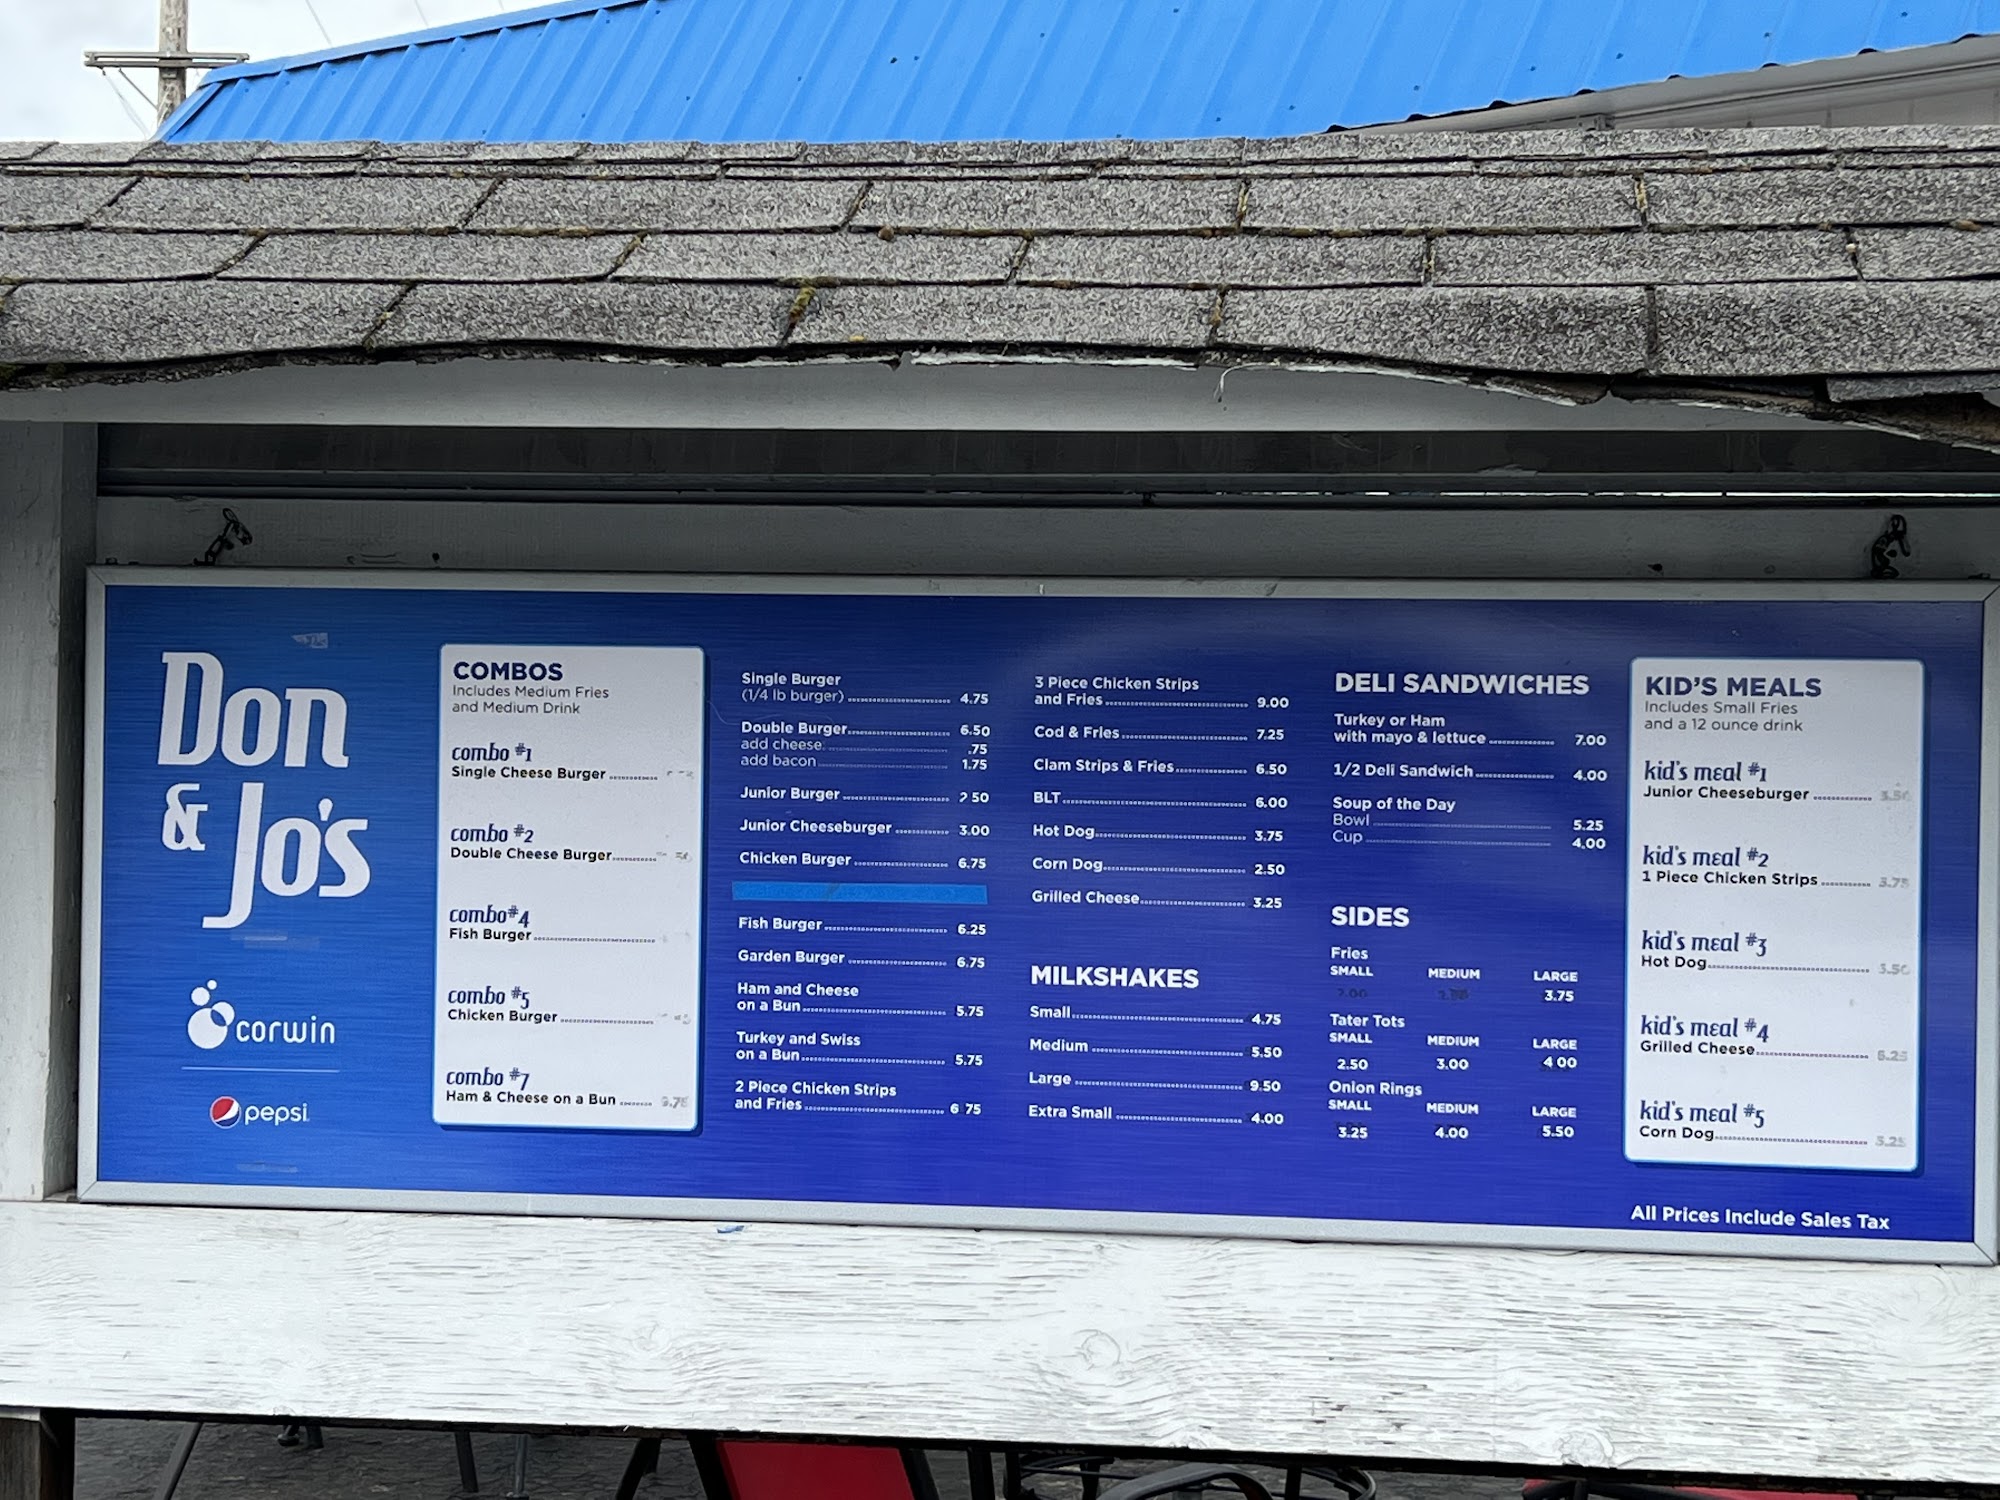 Don
& Jo's
corwin
pepsi
COMBOS
Includes Medium Fries
and Medium Drink
combo #1
Single Cheese Burger
combo #2
Double Cheese Burger
combo #4
Fish Burger
combo #5
Chicken Burger
combo #7
Ham & Cheese on a Bun
Single Burger
(1/4 lb burger) 4.75
Double Burger 6.50
add cheese .75
add bacon 1.75
Junior Burger 2 50
Junior Cheeseburger 3.00
Chicken Burger 6.75
Fish Burger 6.25
Garden Burger 6.75
Ham and Cheese
on a Bun 5.75
Turkey and Swiss
on a Bun 5.75
2 Piece Chicken Strips
and Fries 6 75
3 Piece Chicken Strips
and Fries 9.00
Cod & Fries 7.25
Clam Strips & Fries 6.50
BLT 6.00
Hot Dog 3.75
Corn Dog 2.50
Grilled Cheese 3.25
MILKSHAKES
Small 4.75
Medium 5.50
Large 9.50
Extra Small 4.00
DELI SANDWICHES
Turkey or Ham
with mayo & lettuce 7.00
1/2 Deli Sandwich 4.00
Soup of the Day
Bowl 5.25
Cup 4.00
SIDES
Fries
SMALL MEDIUM LARGE
3.75
Tater Tots
SMALL MEDIUM LARGE
2.50 3.00 4 00
Onion Rings
SMALL MEDIUM LARGE
3.25 4.00 5.50
KID'S MEALS
Includes Small Fries
and a 12 ounce drink
kid's meal #1
Junior Cheeseburger
kid's meal #2
1 Piece Chicken Strips
kid's meal #3
Hot Dog
kid's meal #4
Grilled Cheese
kid's meal #5
Corn Dog
All Prices Include Sales Tax